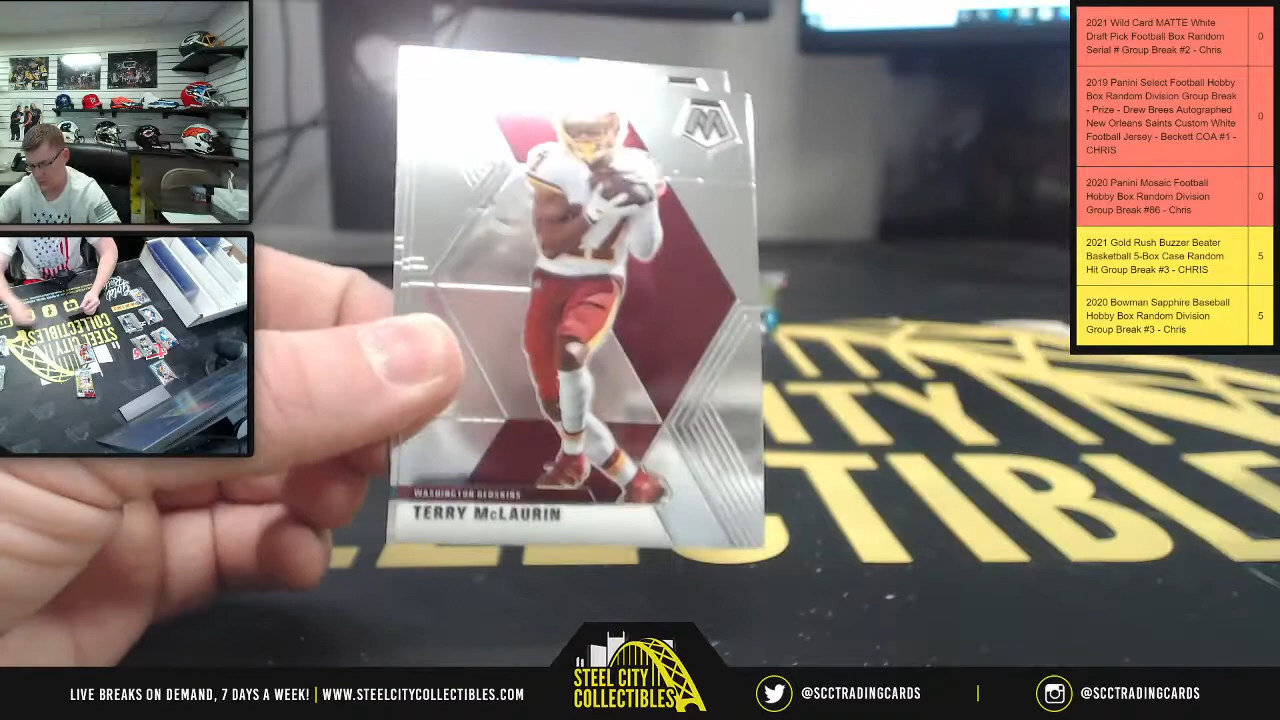 2021 Wild Card MATTE White
Draft Pick Football Box Random
Serial # Group Break #2 - Chris
0
2019 Panini Select Football Hobby
Box Random Division Group Break
- Prize - Drew Brees Autographed
New Orleans Saints Custom White
Football Jersey - Beckett COA #1 -
CHRIS
0
2020 Panini Mosaic Football
Hobby Box Random Division
Group Break #86 - Chris
0
2021 Gold Rush Buzzer Beater
Basketball 5-Box Case Random
Hit Group Break #3 - CHRIS
5
2020 Bowman Sapphire Baseball
Hobby Box Random Division
Group Break #3 - Chris
5
M
WASHINGTON REDSKINS
TERRY McLAURIN
STEEL CITY
COLLECTIBLES
LIVE BREAKS ON DEMAND, 7 DAYS A WEEK! | WWW.STEELCITYCOLLECTIBLES.COM
STEEL CITY
COLLECTIBLES
@SCCTRADINGCARDS
@SCCTRADINGCARDS